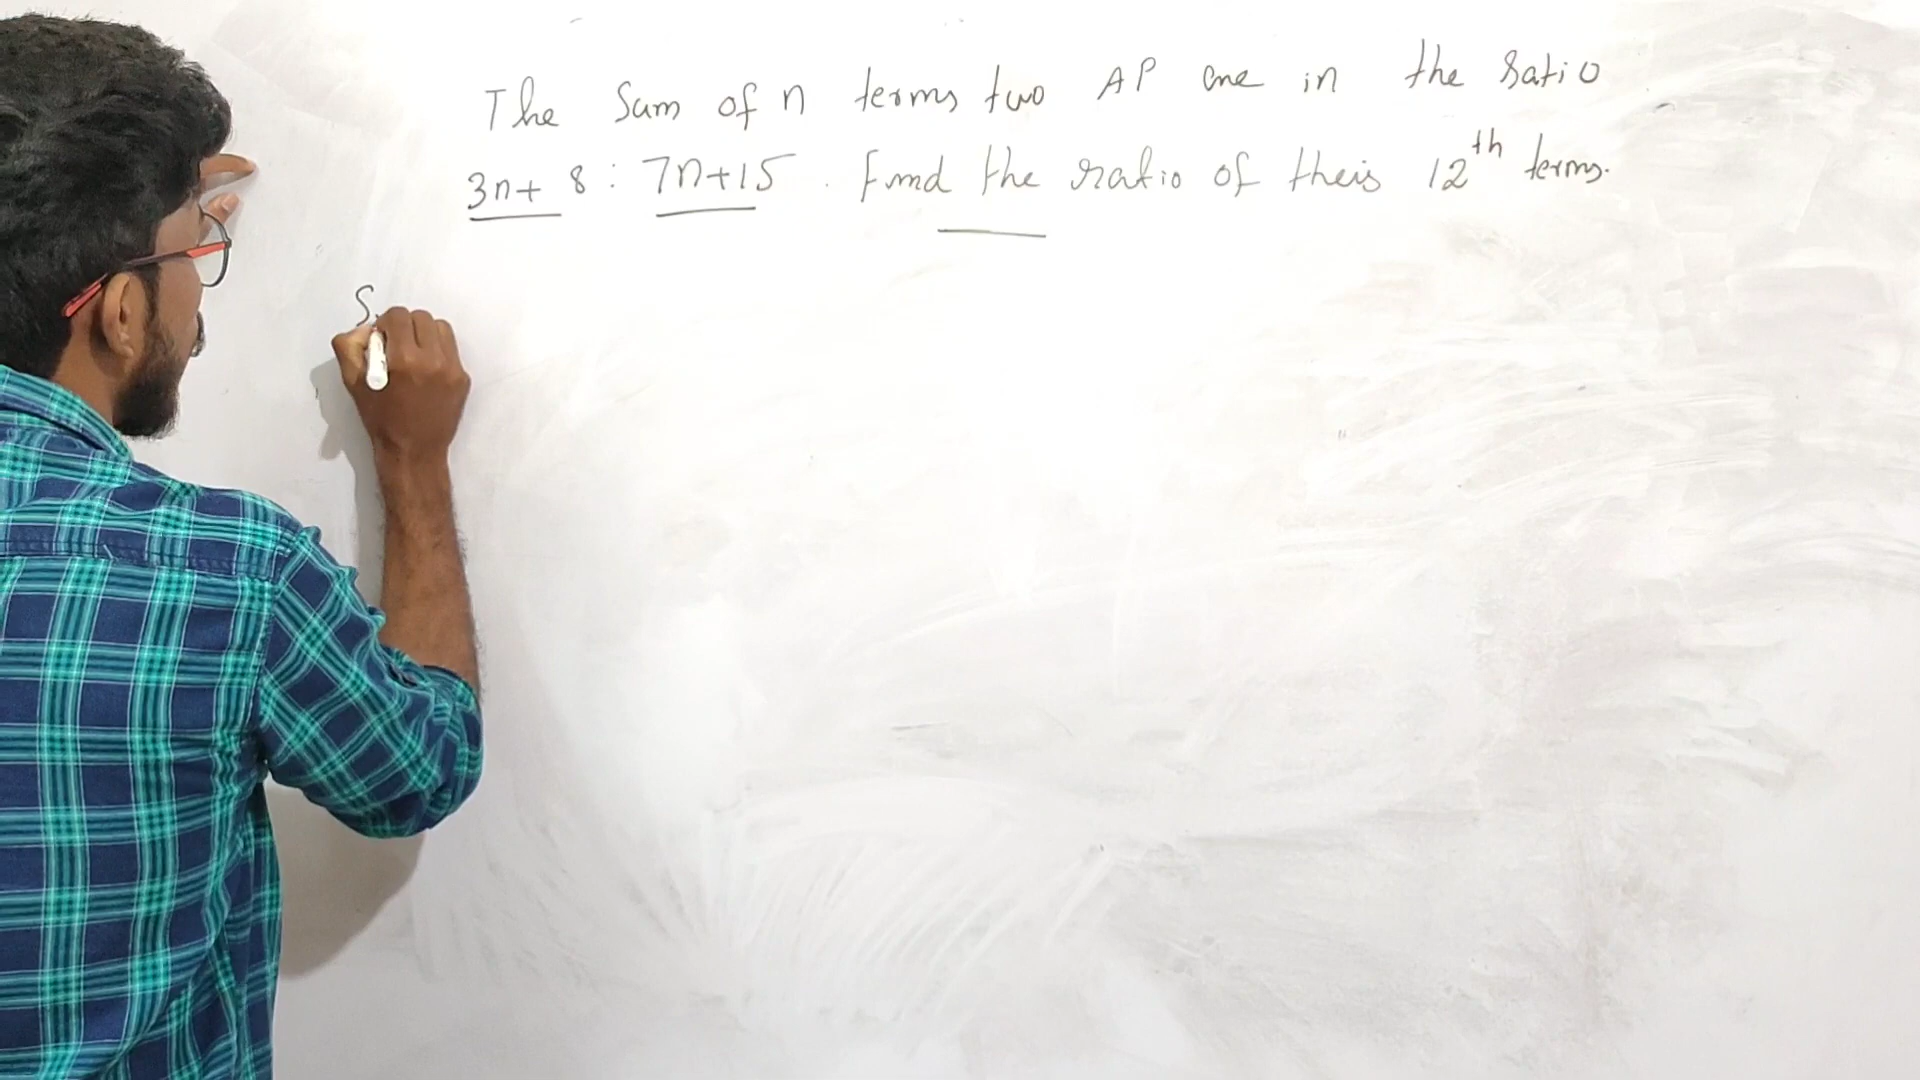 The Sum of n terms two AP are in the ratio
3n+ 8 : 7n+15 . Find the ratio of their 12th terms.
S